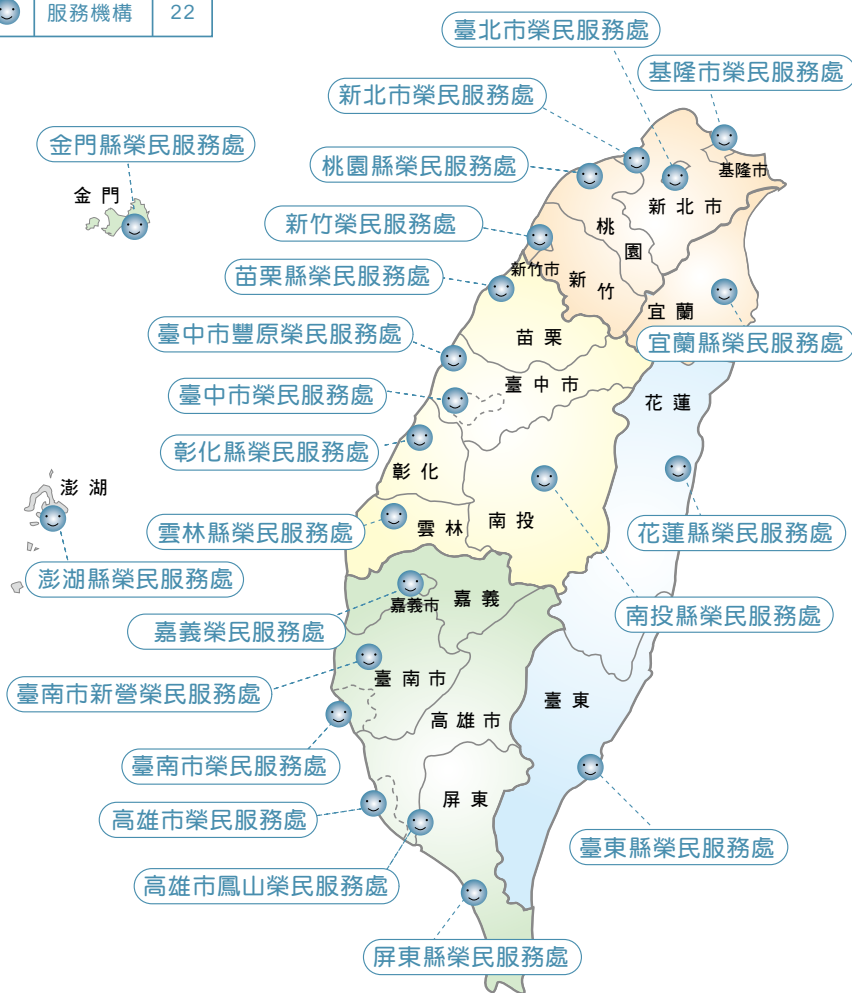 服務機構 22
臺北市榮民服務處
基隆市榮民服務處
新北市榮民服務處
金門縣榮民服務處
桃園縣榮民服務處
基隆市
金門
新北市
新竹榮民服務處
桃園
新竹市
新竹
苗栗縣榮民服務處
宜蘭
臺中市豐原榮民服務處
苗栗
宜蘭縣榮民服務處
臺中市
臺中市榮民服務處
花蓮
彰化縣榮民服務處
彰化
澎湖
南投
雲林
雲林縣榮民服務處
花蓮縣榮民服務處
澎湖縣榮民服務處
嘉義市
嘉義
南投縣榮民服務處
嘉義榮民服務處
臺南市
臺南市新營榮民服務處
臺東
高雄市
臺南市榮民服務處
屏東
高雄市榮民服務處
臺東縣榮民服務處
高雄市鳳山榮民服務處
屏東縣榮民服務處